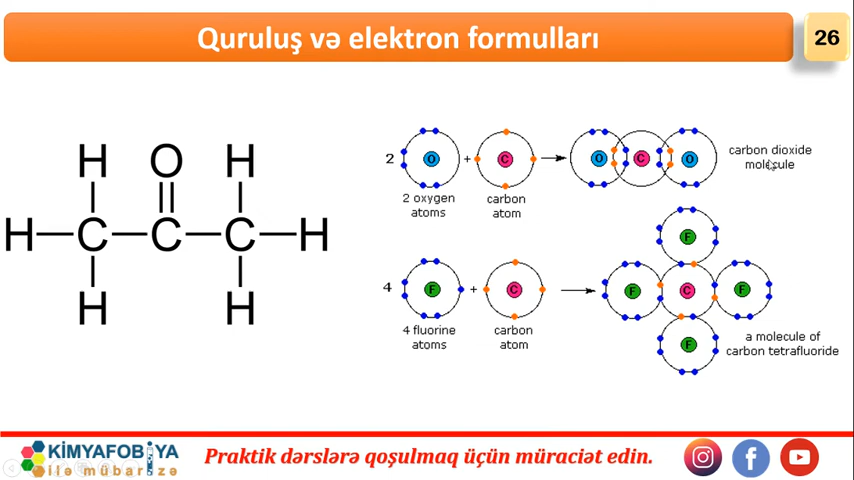 Quruluş və elektron formulları
26
H O H
H C C C H
H H
2 O + C O C O
2 oxygen
atoms
carbon
atom
carbon dioxide
molecule
F
4 F + C F C F
F
4 fluorine
atoms
carbon
atom
a molecule of
carbon tetrafluoride
KİMYAFOBİYA
ilə mübarizə
Praktik dərslərə qoşulmaq üçün müraciət edin.